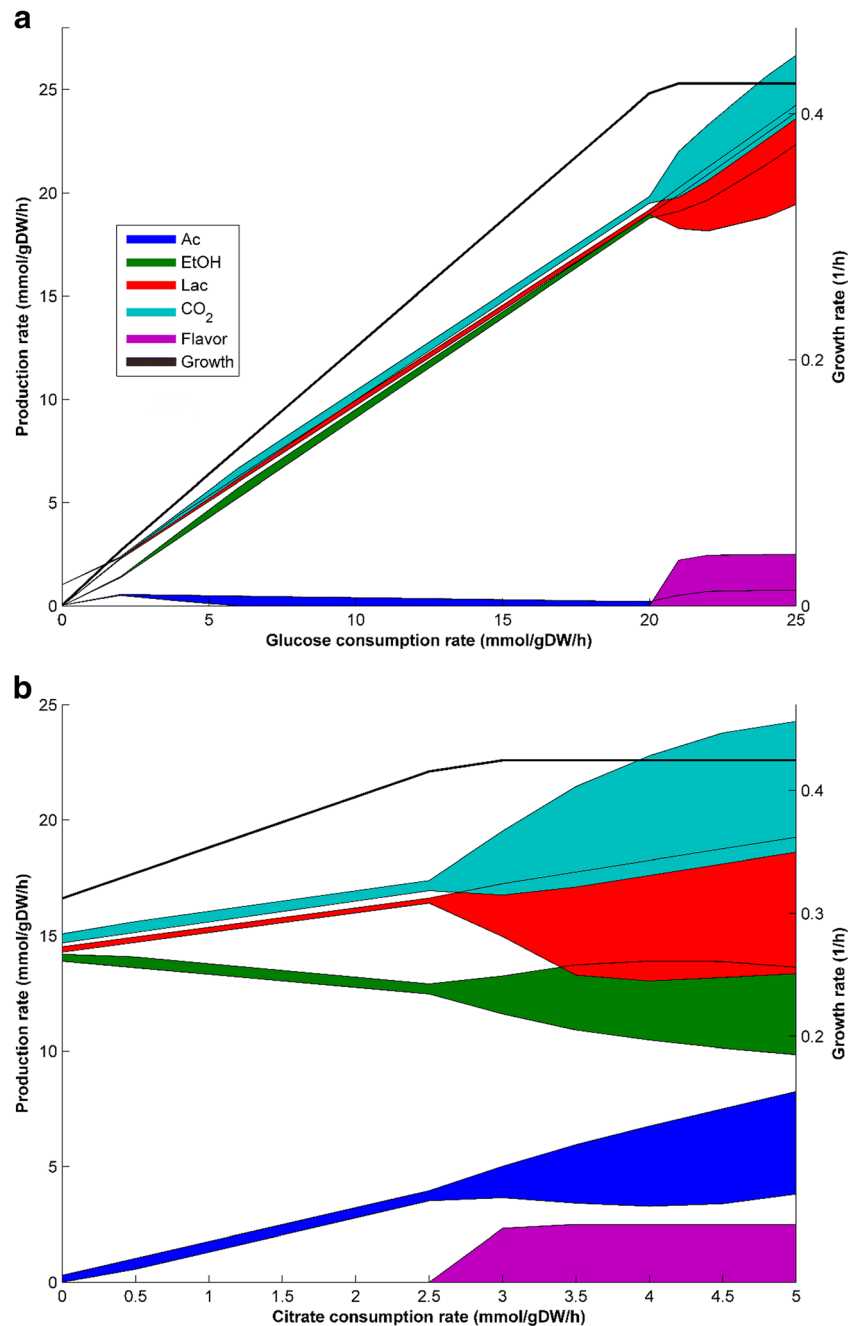 a
25
20
15
10
5
0
Production rate (mmol/gDW/h)
Ac
EtOH
Lac
CO2
Flavor
Growth
0.4
0.2
0
Growth rate (1/h)
0 5 10 15 20 25
Glucose consumption rate (mmol/gDW/h)
b
25
20
15
10
5
0
Production rate (mmol/gDW/h)
0.4
0.3
0.2
Growth rate (1/h)
0 0.5 1 1.5 2 2.5 3 3.5 4 4.5 5
Citrate consumption rate (mmol/gDW/h)